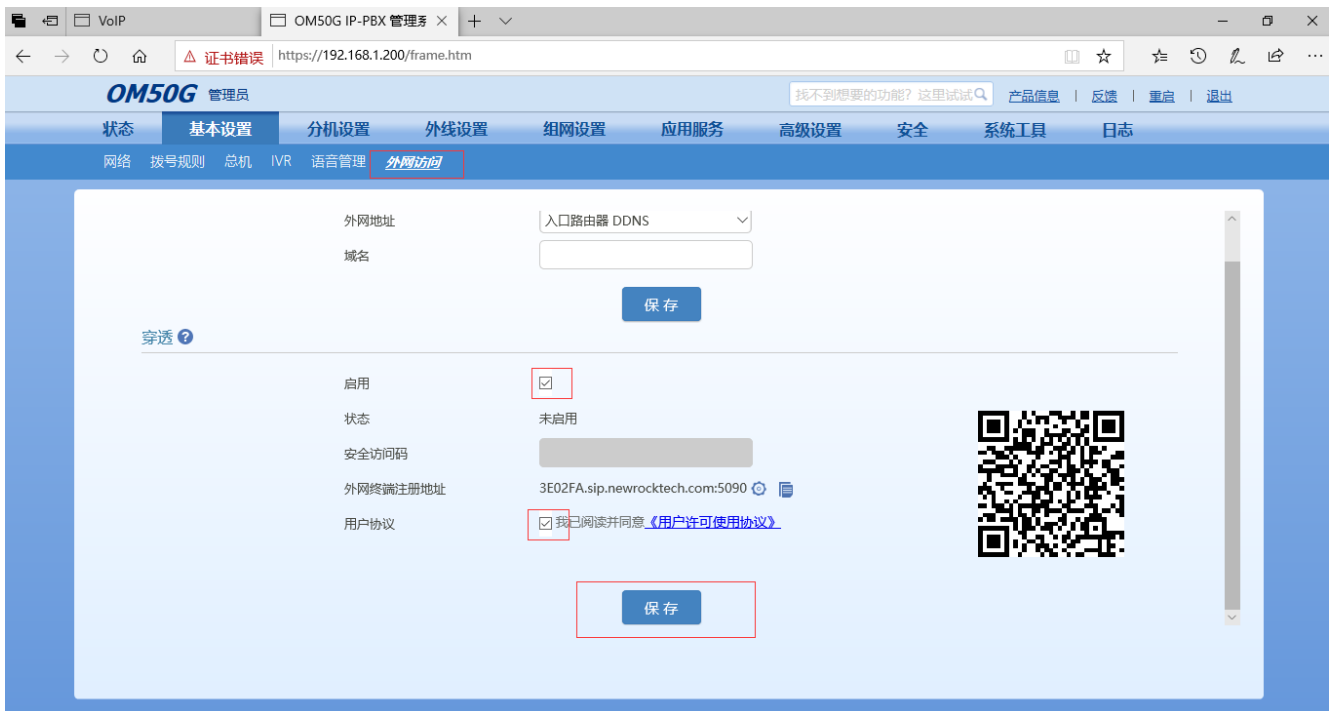 VoIP OM50G IP-PBX 管理系
证书错误 https://192.168.1.200/frame.htm
OM50G 管理员 找不到想要的功能? 这里试试 产品信息 | 反馈 | 重启 | 退出
状态 基本设置 分机设置 外线设置 组网设置 应用服务 高级设置 安全 系统工具 日志
网络 拨号规则 总机 IVR 语音管理 外网访问
外网地址 入口路由器 DDNS
域名
保存
穿透
启用
状态 未启用
安全访问码
外网终端注册地址 3E02FA.sip.newrocktech.com:5090
用户协议 我已阅读并同意《用户许可使用协议》
保存